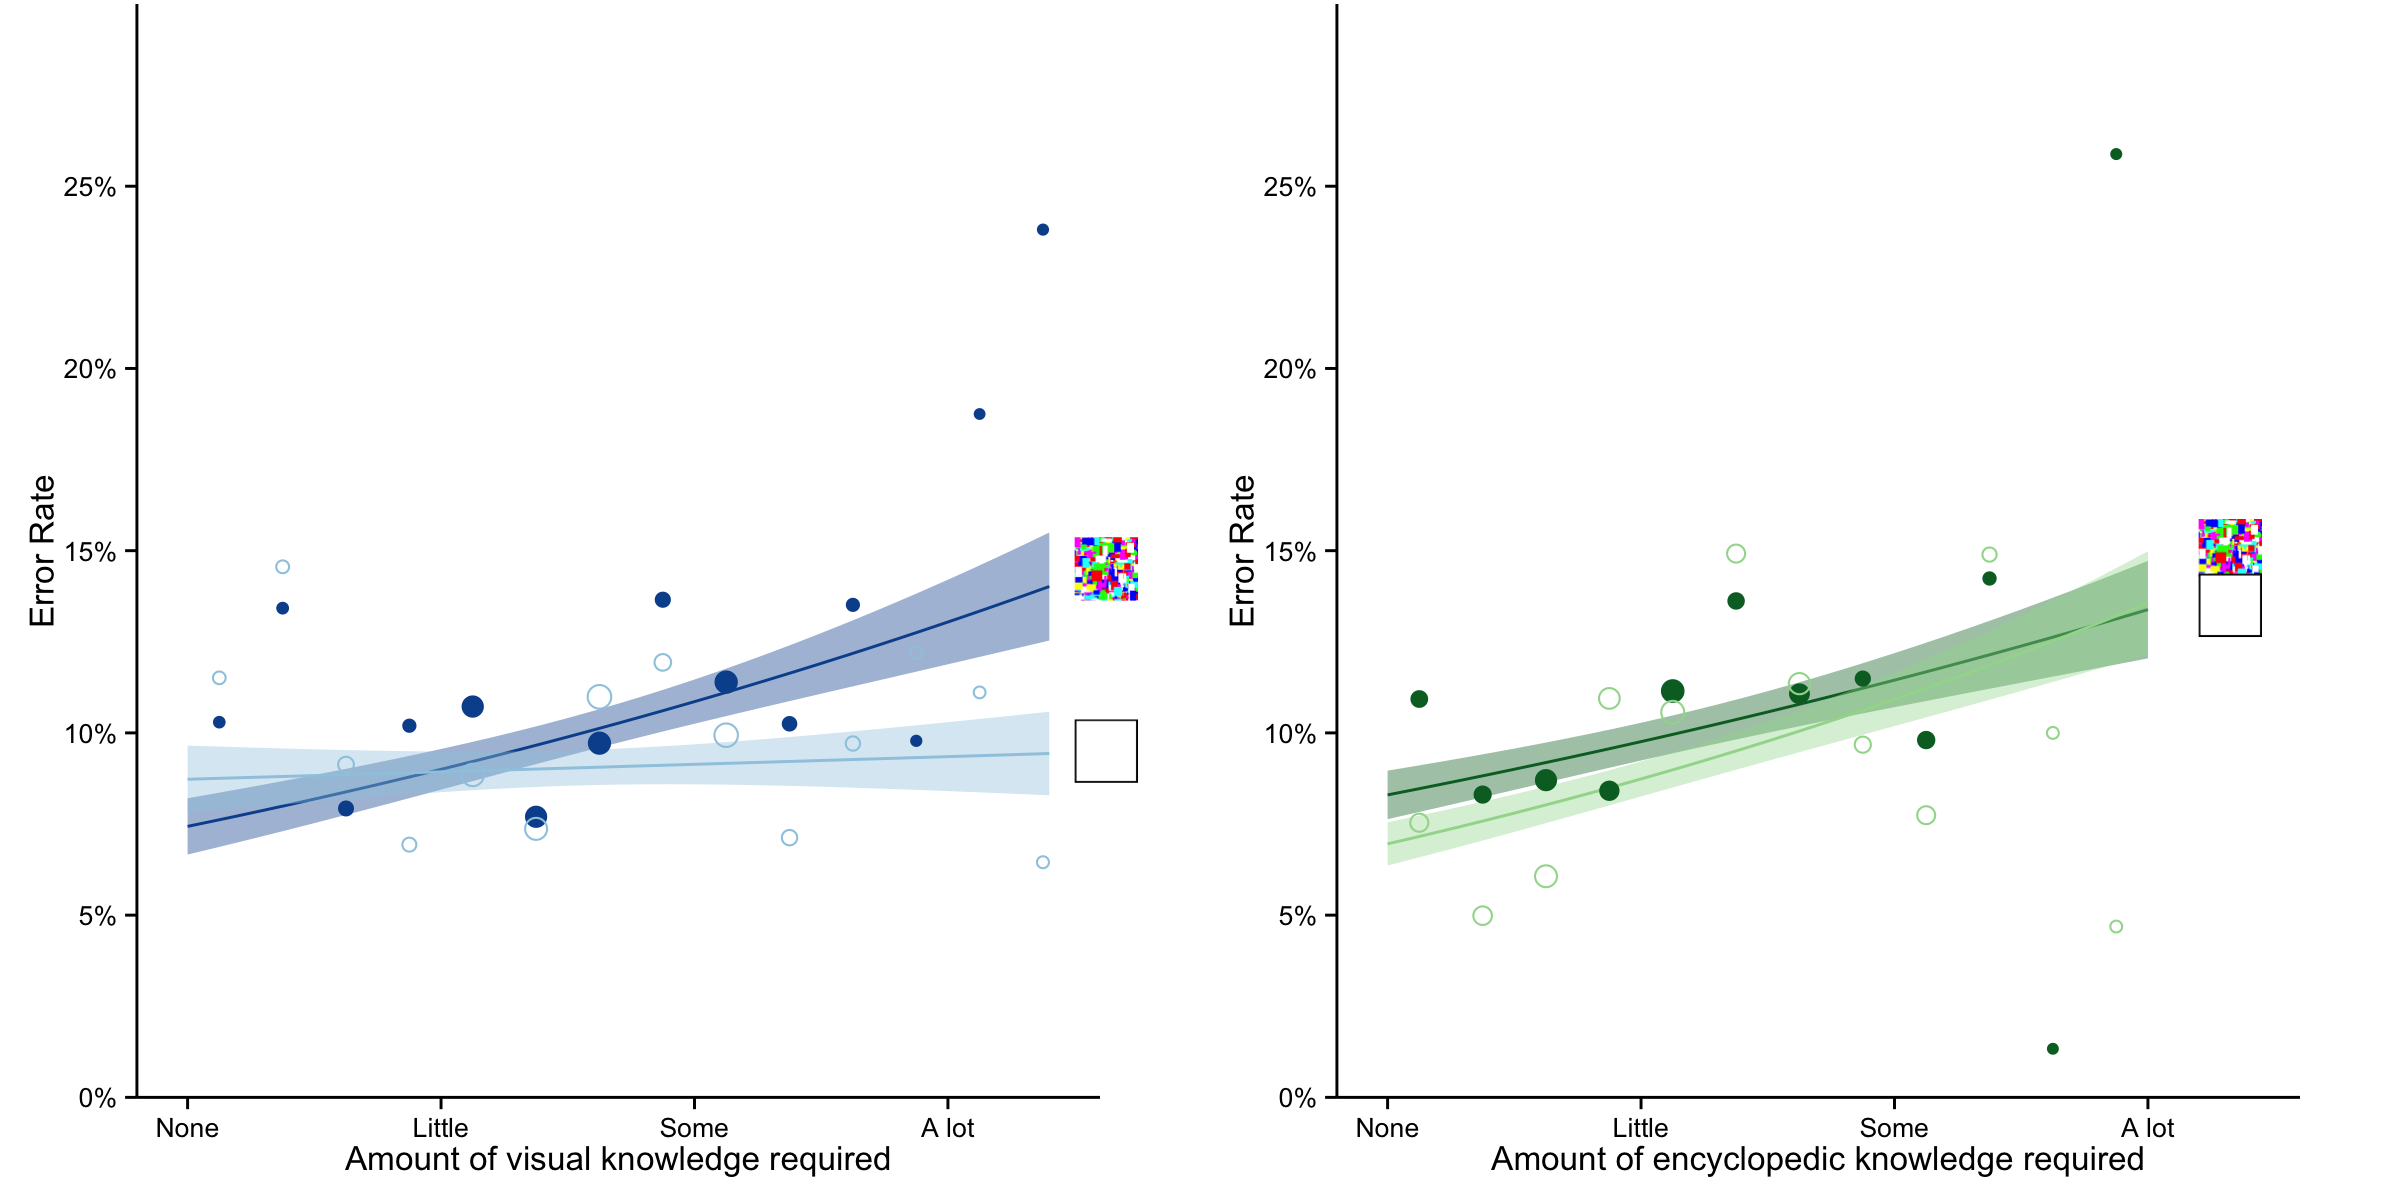 Error Rate
25%
20%
15%
10%
5%
0%
None Little Some A lot
Amount of visual knowledge required
Error Rate
25%
20%
15%
10%
5%
0%
None Little Some A lot
Amount of encyclopedic knowledge required